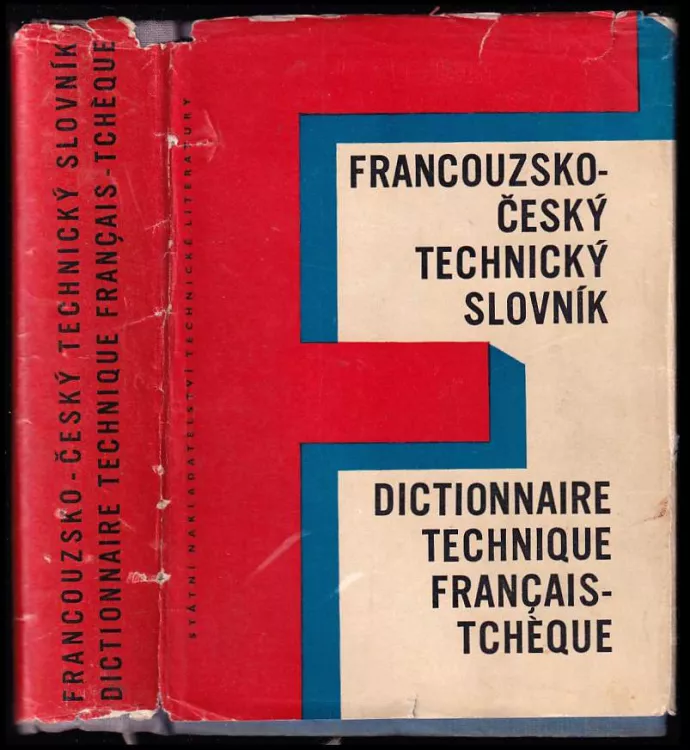 FRANCOUZSKO-ČESKÝ TECHNICKÝ SLOVNÍK
DICTIONNAIRE TECHNIQUE FRANÇAIS-TCHÈQUE
STÁTNÍ NAKLADATELSTVÍ TECHNICKÉ LITERATURY
FRANCOUZSKO-
ČESKÝ
TECHNICKÝ
SLOVNÍK
DICTIONNAIRE
TECHNIQUE
FRANÇAIS-
TCHÈQUE